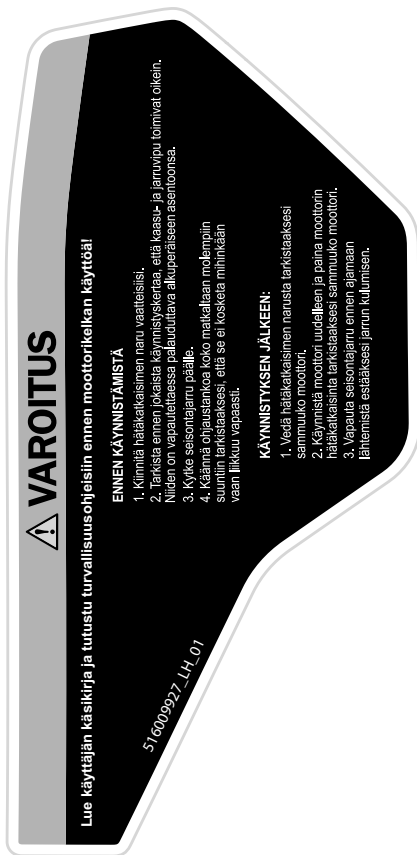 VAROITUS
Lue käyttäjän käsikirja ja tutustu turvallisuusohjeisiin ennen moottorikelkan käyttöä!
ENNEN KÄYNNISTÄMISTÄ
1. Kiinnitä hätäkatkaisimen naru vaatteisiisi.
2. Tarkista ennen jokaista käynnistyskertaa, että kaasu- ja jarruvipu toimivat oikein.
Niiden on vapautettaessa palauduttava alkuperäiseen asentoonsa.
3. Kytke seisontajarru päälle.
4. Käännä ohjaustankoa koko matkaltaan molempiin
suuntiin tarkistaaksesi, että se ei kosketa mihinkään
vaan liikkuu vapaasti.
KÄYNNISTYKSEN JÄLKEEN:
1. Vedä hätäkatkaisimen narusta tarkistaaksesi
sammuuko moottori.
2. Käynnistä moottori uudelleen ja paina moottorin
hätäkatkaisinta tarkistaaksesi sammuuko moottori.
3. Vapauta seisontajarru ennen ajamaan
lähtemistä estääksesi jarrun kulumisen.
516009927_LH_01